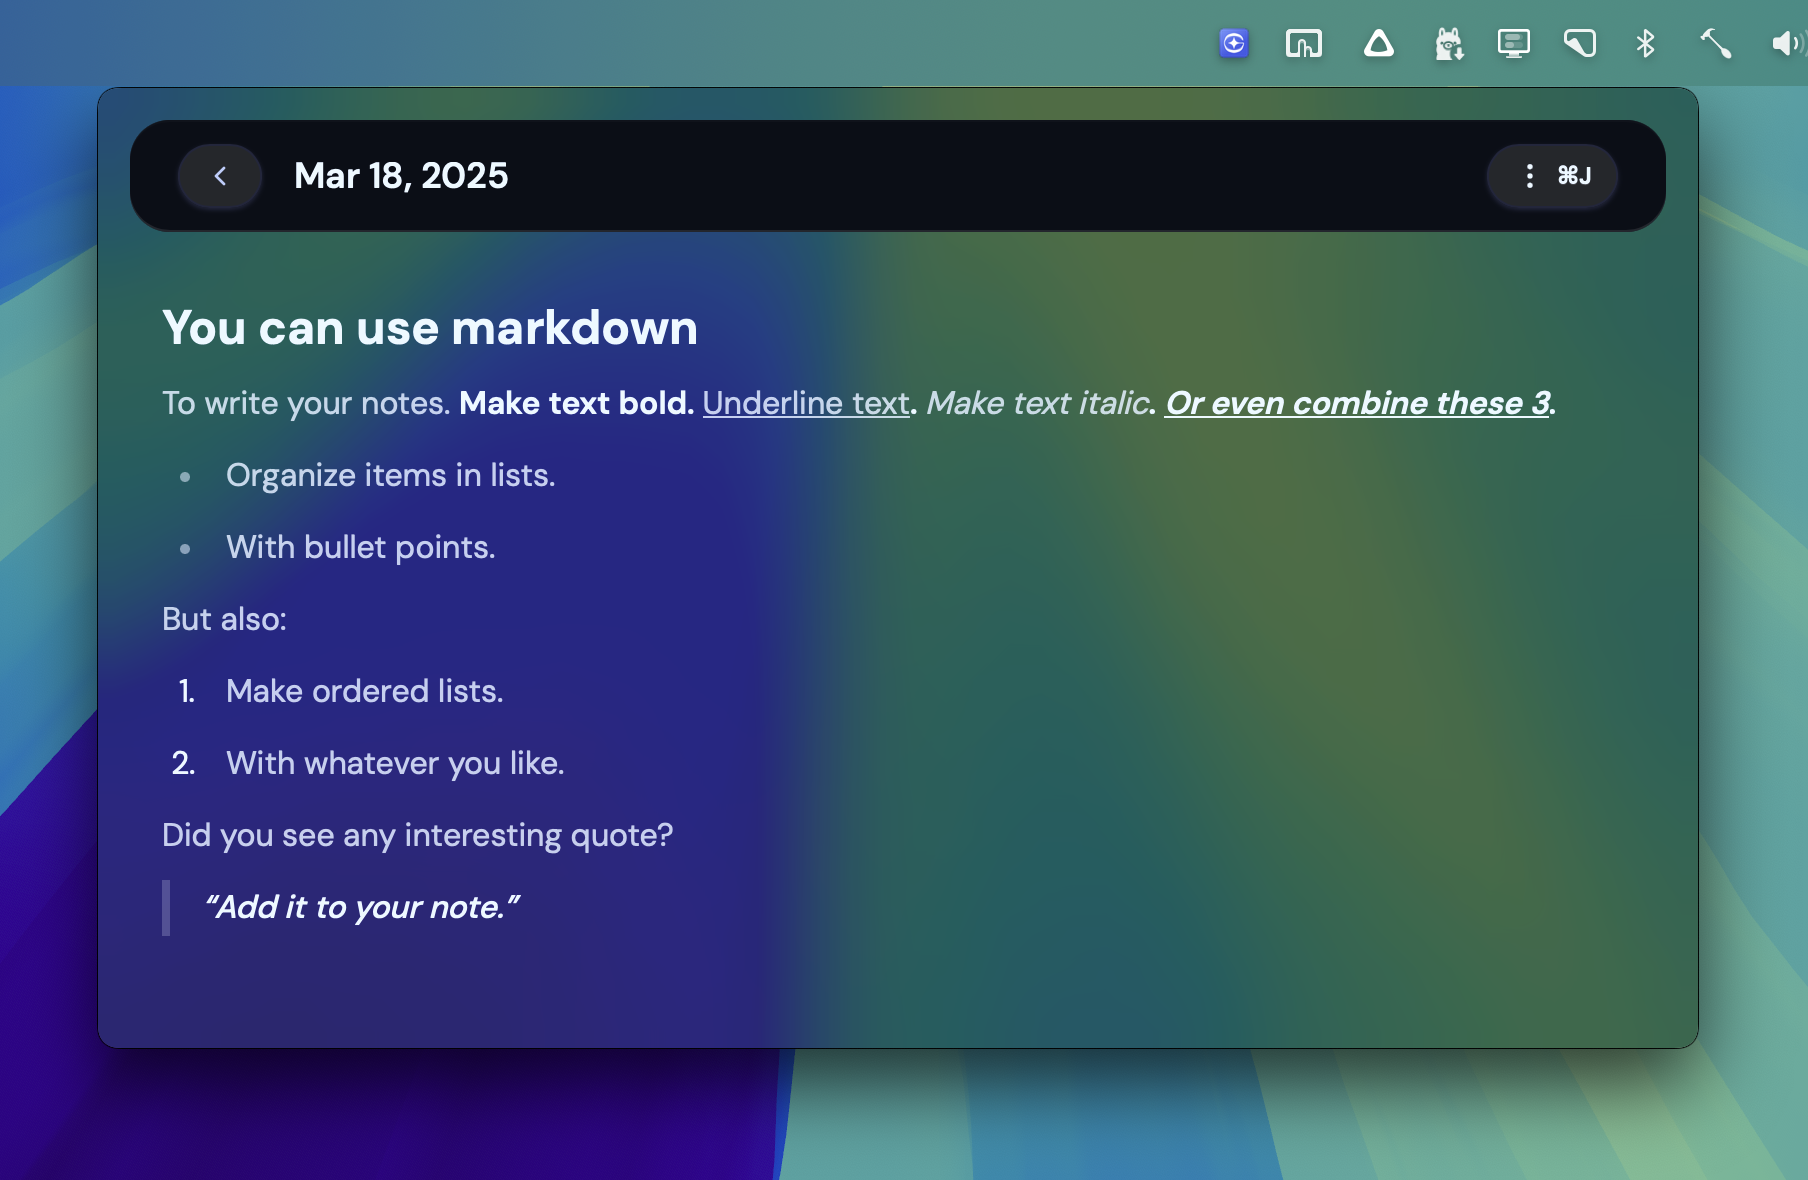 Mar 18, 2025
⌘J
You can use markdown
To write your notes. Make text bold. Underline text. Make text italic. Or even combine these 3.
• Organize items in lists.
• With bullet points.
But also:
1. Make ordered lists.
2. With whatever you like.
Did you see any interesting quote?
“Add it to your note.”